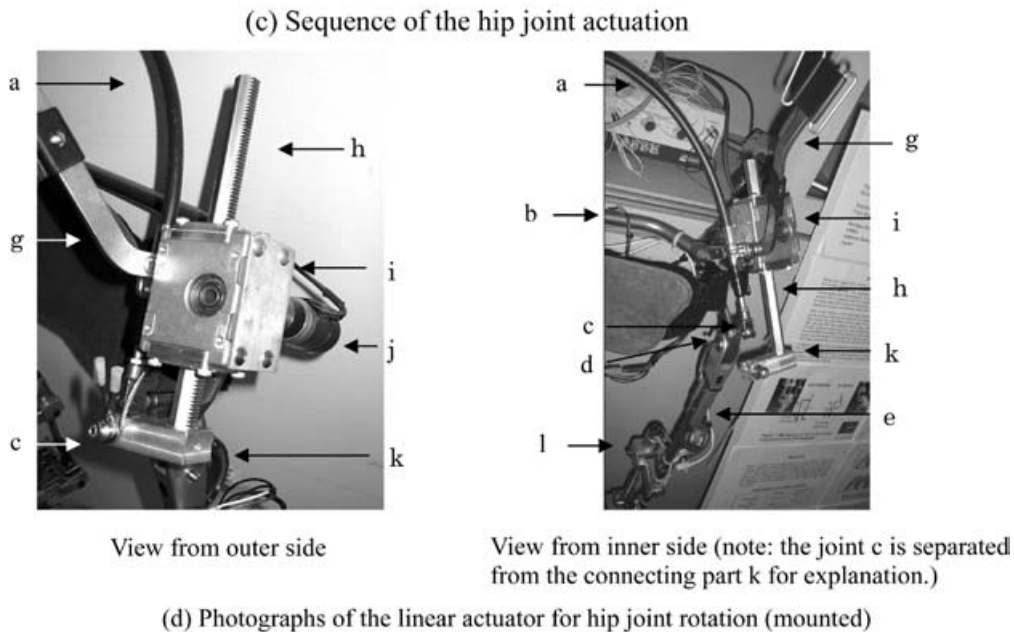 (c) Sequence of the hip joint actuation
a
h
g
i
j
c
k
a
g
b
i
h
c
d
k
e
l
View from outer side
View from inner side (note: the joint c is separated
from the connecting part k for explanation.)
(d) Photographs of the linear actuator for hip joint rotation (mounted)